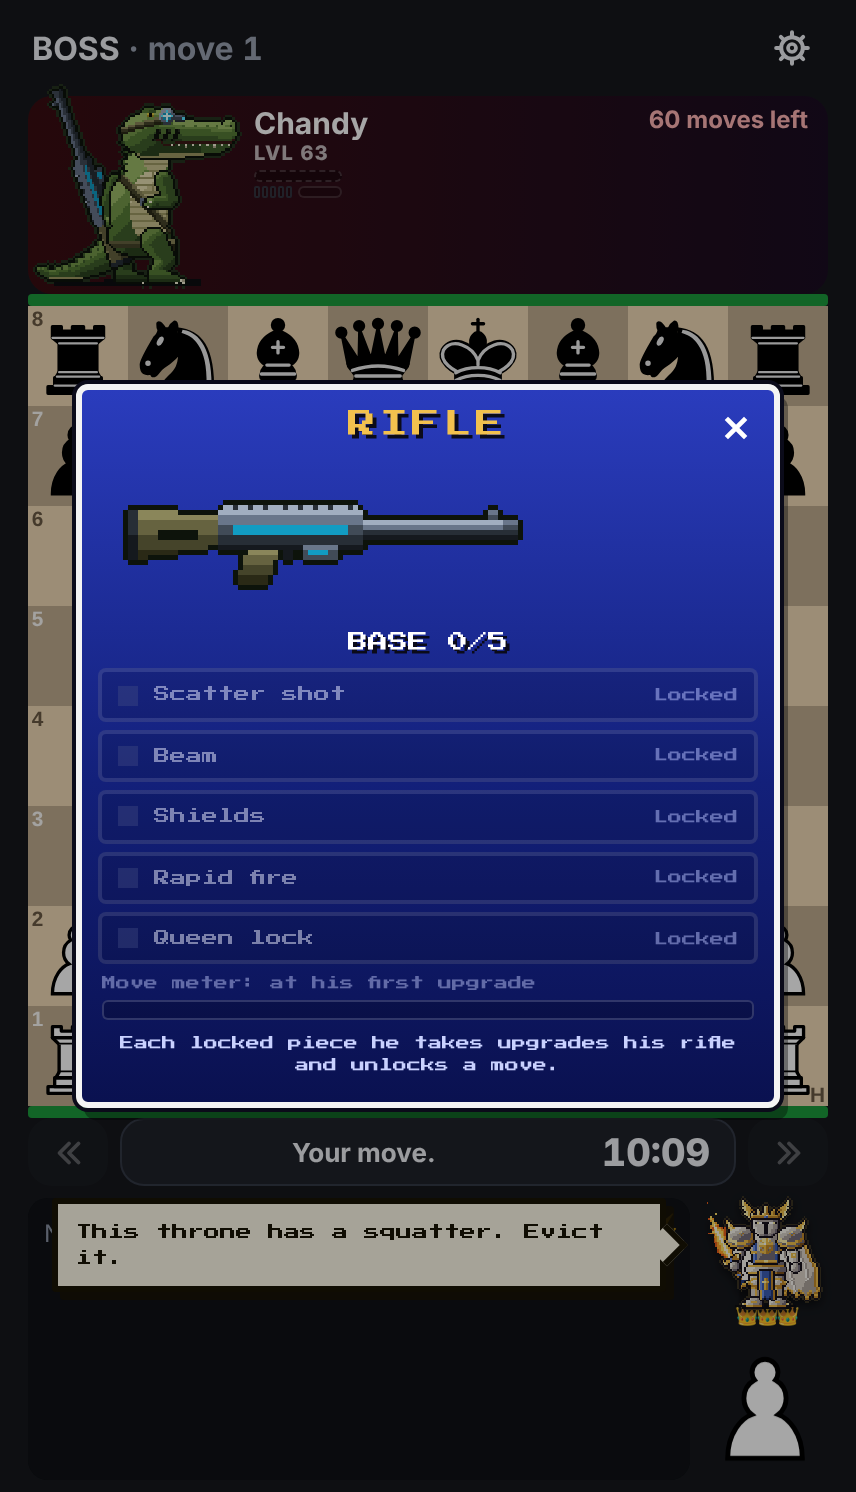 BOSS · move 1
Chandy
60 moves left
LVL 63
8
7
6
5
4
3
2
1
H
RIFLE
×
BASE 0/5
Scatter shot Locked
Beam Locked
Shields Locked
Rapid fire Locked
Queen lock Locked
Move meter: at his first upgrade
Each locked piece he takes upgrades his rifle
and unlocks a move.
Your move. 10:09
This throne has a squatter. Evict
it.